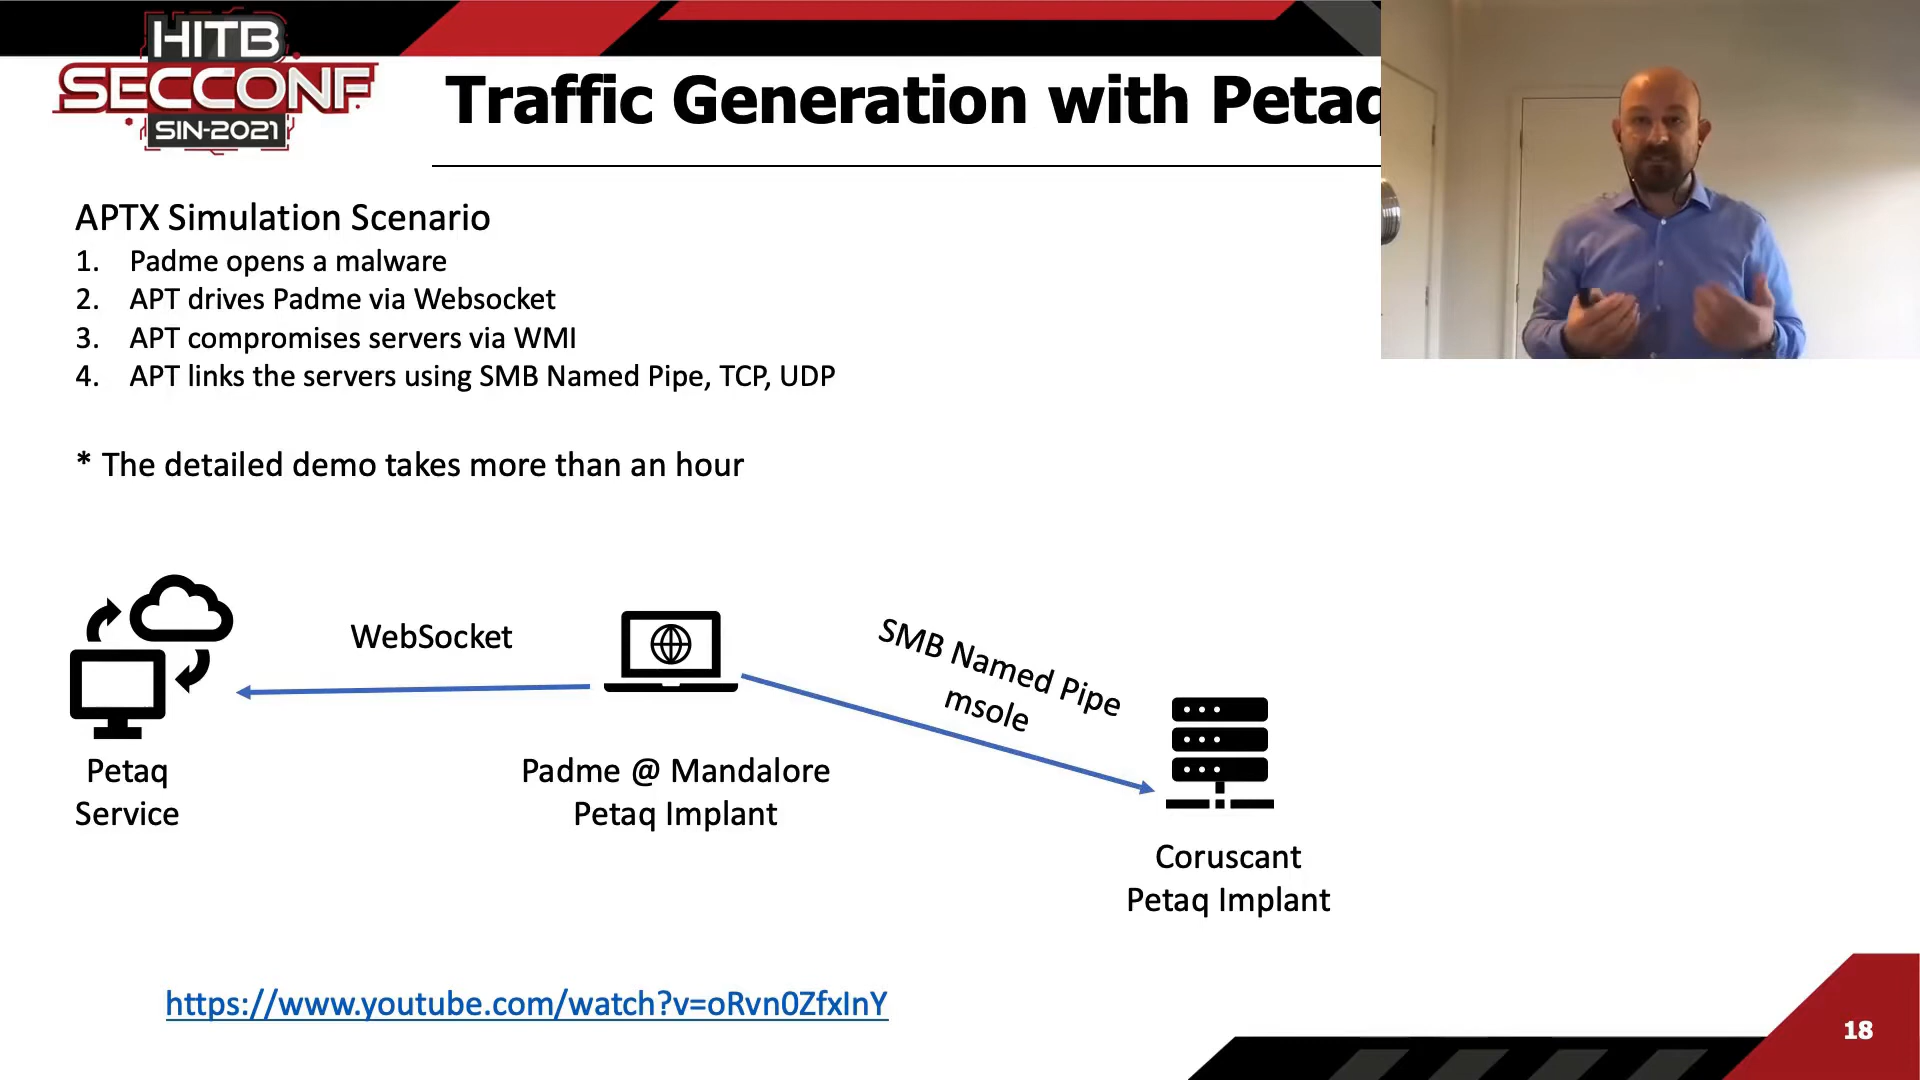 HITB
SECCONF
SIN-2021
Traffic Generation with Petaq
APTX Simulation Scenario
1. Padme opens a malware
2. APT drives Padme via Websocket
3. APT compromises servers via WMI
4. APT links the servers using SMB Named Pipe, TCP, UDP
* The detailed demo takes more than an hour
WebSocket
SMB Named Pipe
msole
Petaq
Service
Padme @ Mandalore
Petaq Implant
Coruscant
Petaq Implant
https://www.youtube.com/watch?v=oRvn0ZfxInY
18